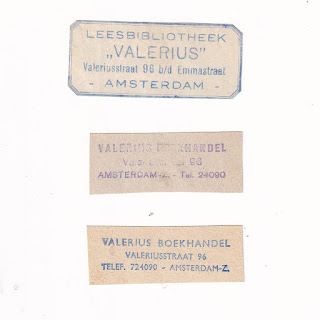 LEESBIBLIOTHEEK
„VALERIUS"
Valeriusstraat 96 b/d Emmastraat
- AMSTERDAM -
VALERIUS BOEKHANDEL
96
AMSTERDAM-Z. - Tel. 24090
VALERIUS BOEKHANDEL
VALERIUSSTRAAT 96
TELEF. 724090 - AMSTERDAM-Z.